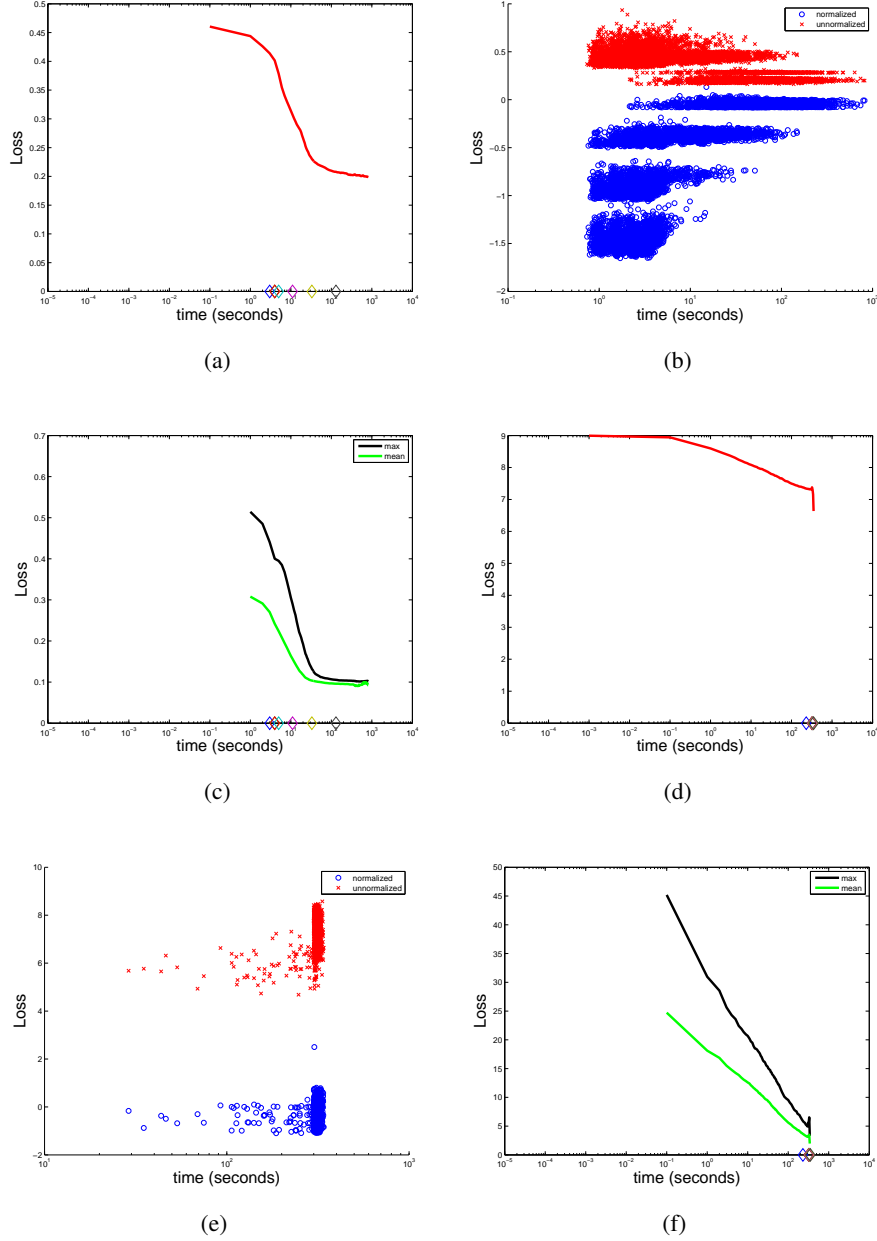 0.5
0.45
0.4
0.35
0.3
0.25
0.2
0.15
0.1
0.05
0
Loss
10^-5 10^-4 10^-3 10^-2 10^-1 10^0 10^1 10^2 10^3 10^4
time (seconds)
(a)
normalized
unnormalized
1
0.5
0
−0.5
−1
−1.5
−2
Loss
10^-1 10^0 10^1 10^2 10^3
time (seconds)
(b)
max
mean
0.7
0.6
0.5
0.4
0.3
0.2
0.1
0
Loss
10^-5 10^-4 10^-3 10^-2 10^-1 10^0 10^1 10^2 10^3 10^4
time (seconds)
(c)
9
8
7
6
5
4
3
2
1
0
Loss
10^-5 10^-4 10^-3 10^-2 10^-1 10^0 10^1 10^2 10^3 10^4
time (seconds)
(d)
normalized
unnormalized
10
8
6
4
2
0
−2
Loss
10^1 10^2 10^3
time (seconds)
(e)
max
mean
50
45
40
35
30
25
20
15
10
5
0
Loss
10^-5 10^-4 10^-3 10^-2 10^-1 10^0 10^1 10^2 10^3 10^4
time (seconds)
(f)